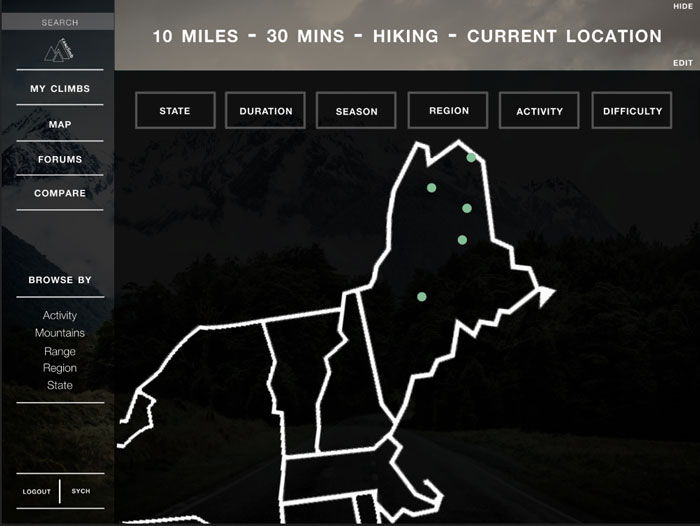 SEARCH
MY CLIMBS
MAP
FORUMS
COMPARE
BROWSE BY
Activity
Mountains
Range
Region
State
LOGOUT
SYCH
HIDE
10 MILES - 30 MINS - HIKING - CURRENT LOCATION
EDIT
STATE
DURATION
SEASON
REGION
ACTIVITY
DIFFICULTY